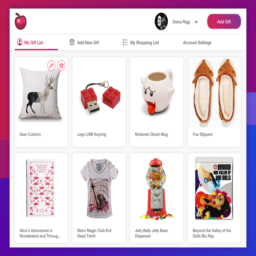 Diana Rigg
Add Gift
My Gift List
Add New Gift
My Shopping List
Account Settings
Deer Cushion
Lego USB Keyring
Nintendo Ghost Mug
Fox Slippers
Alice's Adventures in
Wonderland and Throug...
Retro Magic Club Evil
Dead Tshirt
Jelly Belly Jelly Bean
Dispenser
Beyond the Valley of the
Dolls Blu Ray